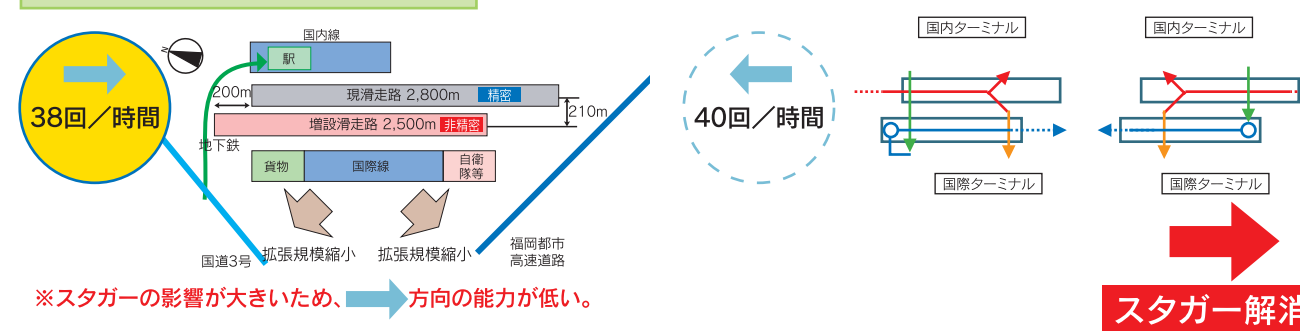 国内線
駅
N
200m
現滑走路 2,800m 精密
210m
38回／時間
増設滑走路 2,500m 非精密
地下鉄
貨物
国際線
自衛
隊等
国道3号
拡張規模縮小
拡張規模縮小
福岡都市
高速道路
※スタガーの影響が大きいため、方向の能力が低い。
40回／時間
国内ターミナル
国内ターミナル
国際ターミナル
国際ターミナル
スタガー解消